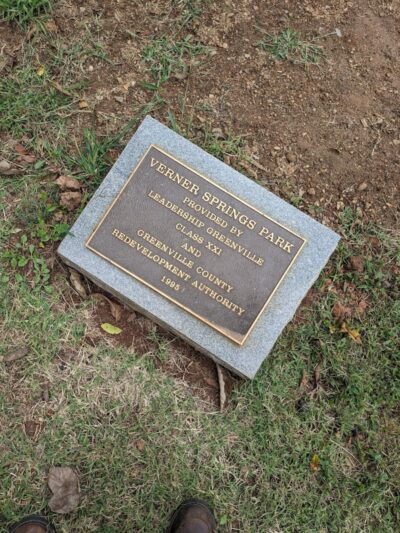 VERNER SPRINGS PARK
PROVIDED BY
LEADERSHIP GREENVILLE
CLASS XXI
AND
GREENVILLE COUNTY
REDEVELOPMENT AUTHORITY
1995